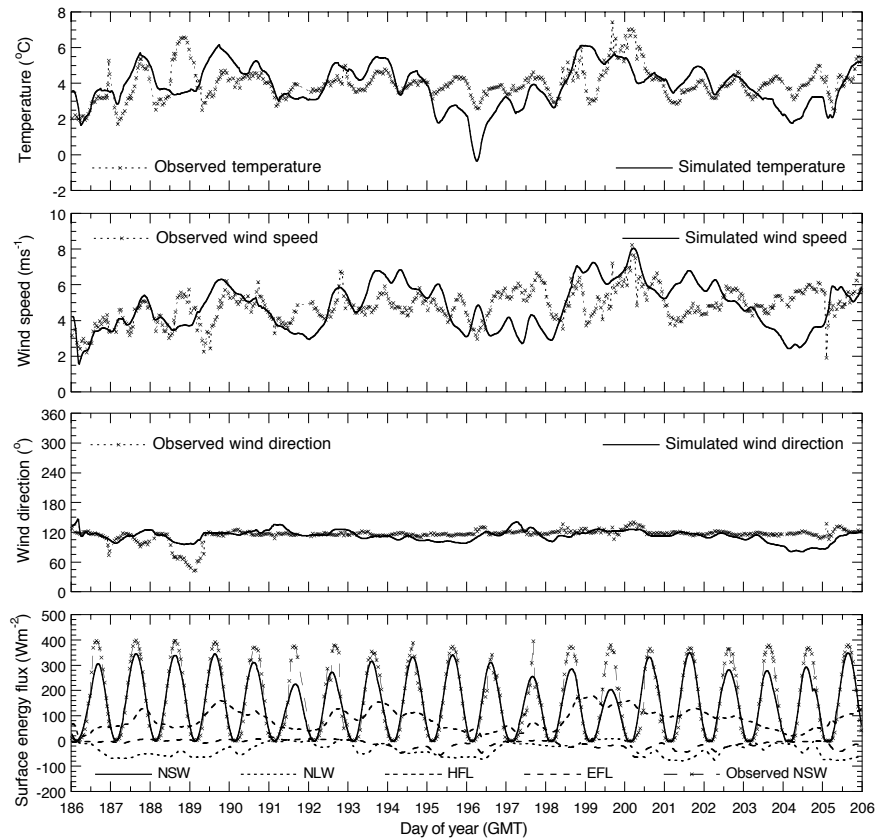 8
6
4
2
0
-2
Temperature (°C)
Observed temperature
Simulated temperature
10
8
6
4
2
0
Wind speed (ms-1)
Observed wind speed
Simulated wind speed
360
300
240
180
120
60
0
Wind direction (°)
Observed wind direction
Simulated wind direction
500
400
300
200
100
0
-100
-200
Surface energy flux (Wm-2)
NSW NLW HFL EFL Observed NSW
186 187 188 189 190 191 192 193 194 195 196 197 198 199 200 201 202 203 204 205 206
Day of year (GMT)